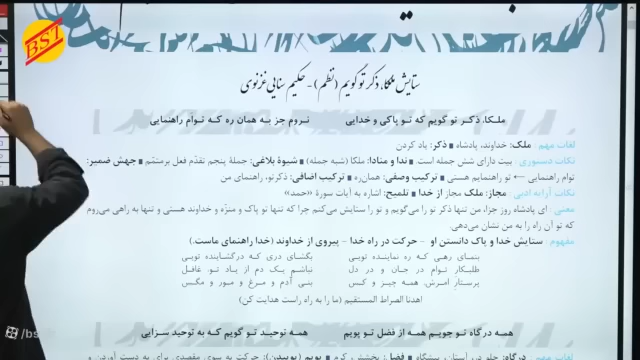 BST
ستایش ملکا، ذکر تو گویم (نظم) - حکیم سنایی غزنوی
ملکا، ذکر تو گویم که تو پاکی و خدایی نروم جز به همان ره که توام راهنمایی
لغات مهم: ملک: خداوند، پادشاه ذکر: یاد کردن
نکات دستوری: بیت دارای شش جمله است. ندا و منادا: ملکا (شبه جمله) شیوۀ بلاغی: جملۀ پنجم تقدّم فعل برمتمّم جهش ضمیر:
توام راهنمایی ← تو راهنمایم هستی ترکیب وصفی: همان‌ره ترکیب اضافی: ذکرتو، راهنمای من
نکات آرایه ادبی: مجاز: ملک مجاز از خدا تلمیح: اشاره به آیات سورۀ «حمد»
معنی: ای پادشاه روز جزا، من تنها ذکر تو را می‌گویم و تو را ستایش می‌کنم چرا که تنها تو پاک و منزّه و خداوند هستی و تنها به راهی می‌روم
که تو آن راه را به من نشان می‌دهی.
مفهوم: ستایش خدا و پاک دانستن او - حرکت در راه خدا - پیروی از خداوند (خدا راهنمای ماست.)
بنمای رهی که ره نماینده تویی بگشای دری که درگشاینده تویی
طلبکار توام در جان و در دل نباشم یک دم از یاد تو غافل
پرستار امرش همه چیز و کس بنی آدم و مرغ و مور و مگس
اهدنا الصراط المستقیم (ما را به راه راست هدایت کن)
همه درگاه تو جویم همه از فضل تو پویم همه توحید تو گویم که به توحید سزایی